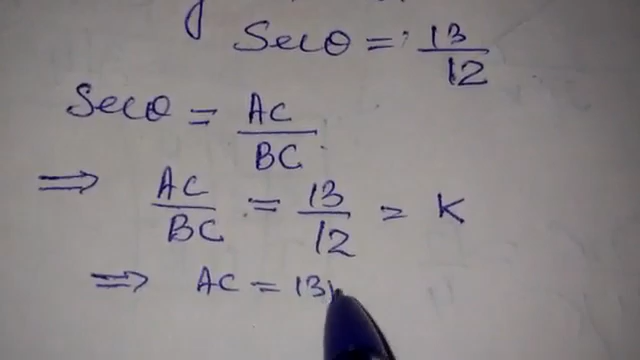 Secθ = 13/12
Secθ = AC/BC
⇒ AC/BC = 13/12 = K
⇒ AC = 13